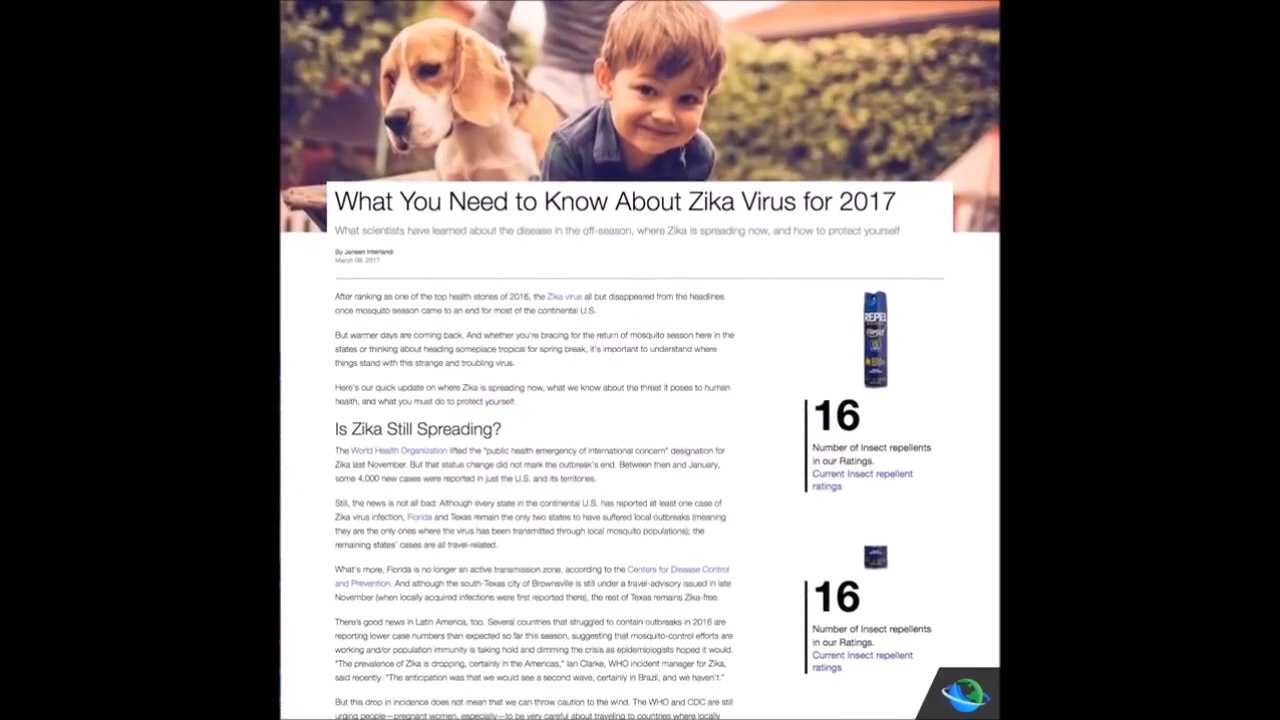 What You Need to Know About Zika Virus for 2017
What scientists have learned about the disease in the off-season, where Zika is spreading now, and how to protect yourself
By Jeneen Interlandi
March 09, 2017
After ranking as one of the top health stories of 2016, the Zika virus all but disappeared from the headlines
once mosquito season came to an end for most of the continental U.S.
But warmer days are coming back. And whether you're bracing for the return of mosquito season here in the
states or thinking about heading someplace tropical for spring break, it's important to understand where
things stand with this strange and troubling virus.
Here's our quick update on where Zika is spreading now, what we know about the threat it poses to human
health, and what you must do to protect yourself:
Is Zika Still Spreading?
The World Health Organization lifted the "public health emergency of international concern" designation for
Zika last November. But that status change did not mark the outbreak's end. Between then and January,
some 4,000 new cases were reported in just the U.S. and its territories.
Still, the news is not all bad: Although every state in the continental U.S. has reported at least one case of
Zika virus infection, Florida and Texas remain the only two states to have suffered local outbreaks (meaning
they are the only ones where the virus has been transmitted through local mosquito populations); the
remaining states' cases are all travel-related.
What's more, Florida is no longer an active transmission zone, according to the Centers for Disease Control
and Prevention. And although the south-Texas city of Brownsville is still under a travel-advisory issued in late
November (when locally acquired infections were first reported there), the rest of Texas remains Zika-free.
There's good news in Latin America, too. Several countries that struggled to contain outbreaks in 2016 are
reporting lower case numbers than expected so far this season, suggesting that mosquito-control efforts are
working and/or population immunity is taking hold and dimming the crisis as epidemiologists hoped it would.
"The prevalence of Zika is dropping, certainly in the Americas," Ian Clarke, WHO incident manager for Zika,
said recently. "The anticipation was that we would see a second wave, certainly in Brazil, and we haven't."
But this drop in incidence does not mean that we can throw caution to the wind. The WHO and CDC are still
urging people—pregnant women, especially—to be very careful about traveling to countries where locally
REPEL
16
Number of Insect repellents
in our Ratings.
Current Insect repellent
ratings
16
Number of Insect repellents
in our Ratings.
Current Insect repellent
ratings